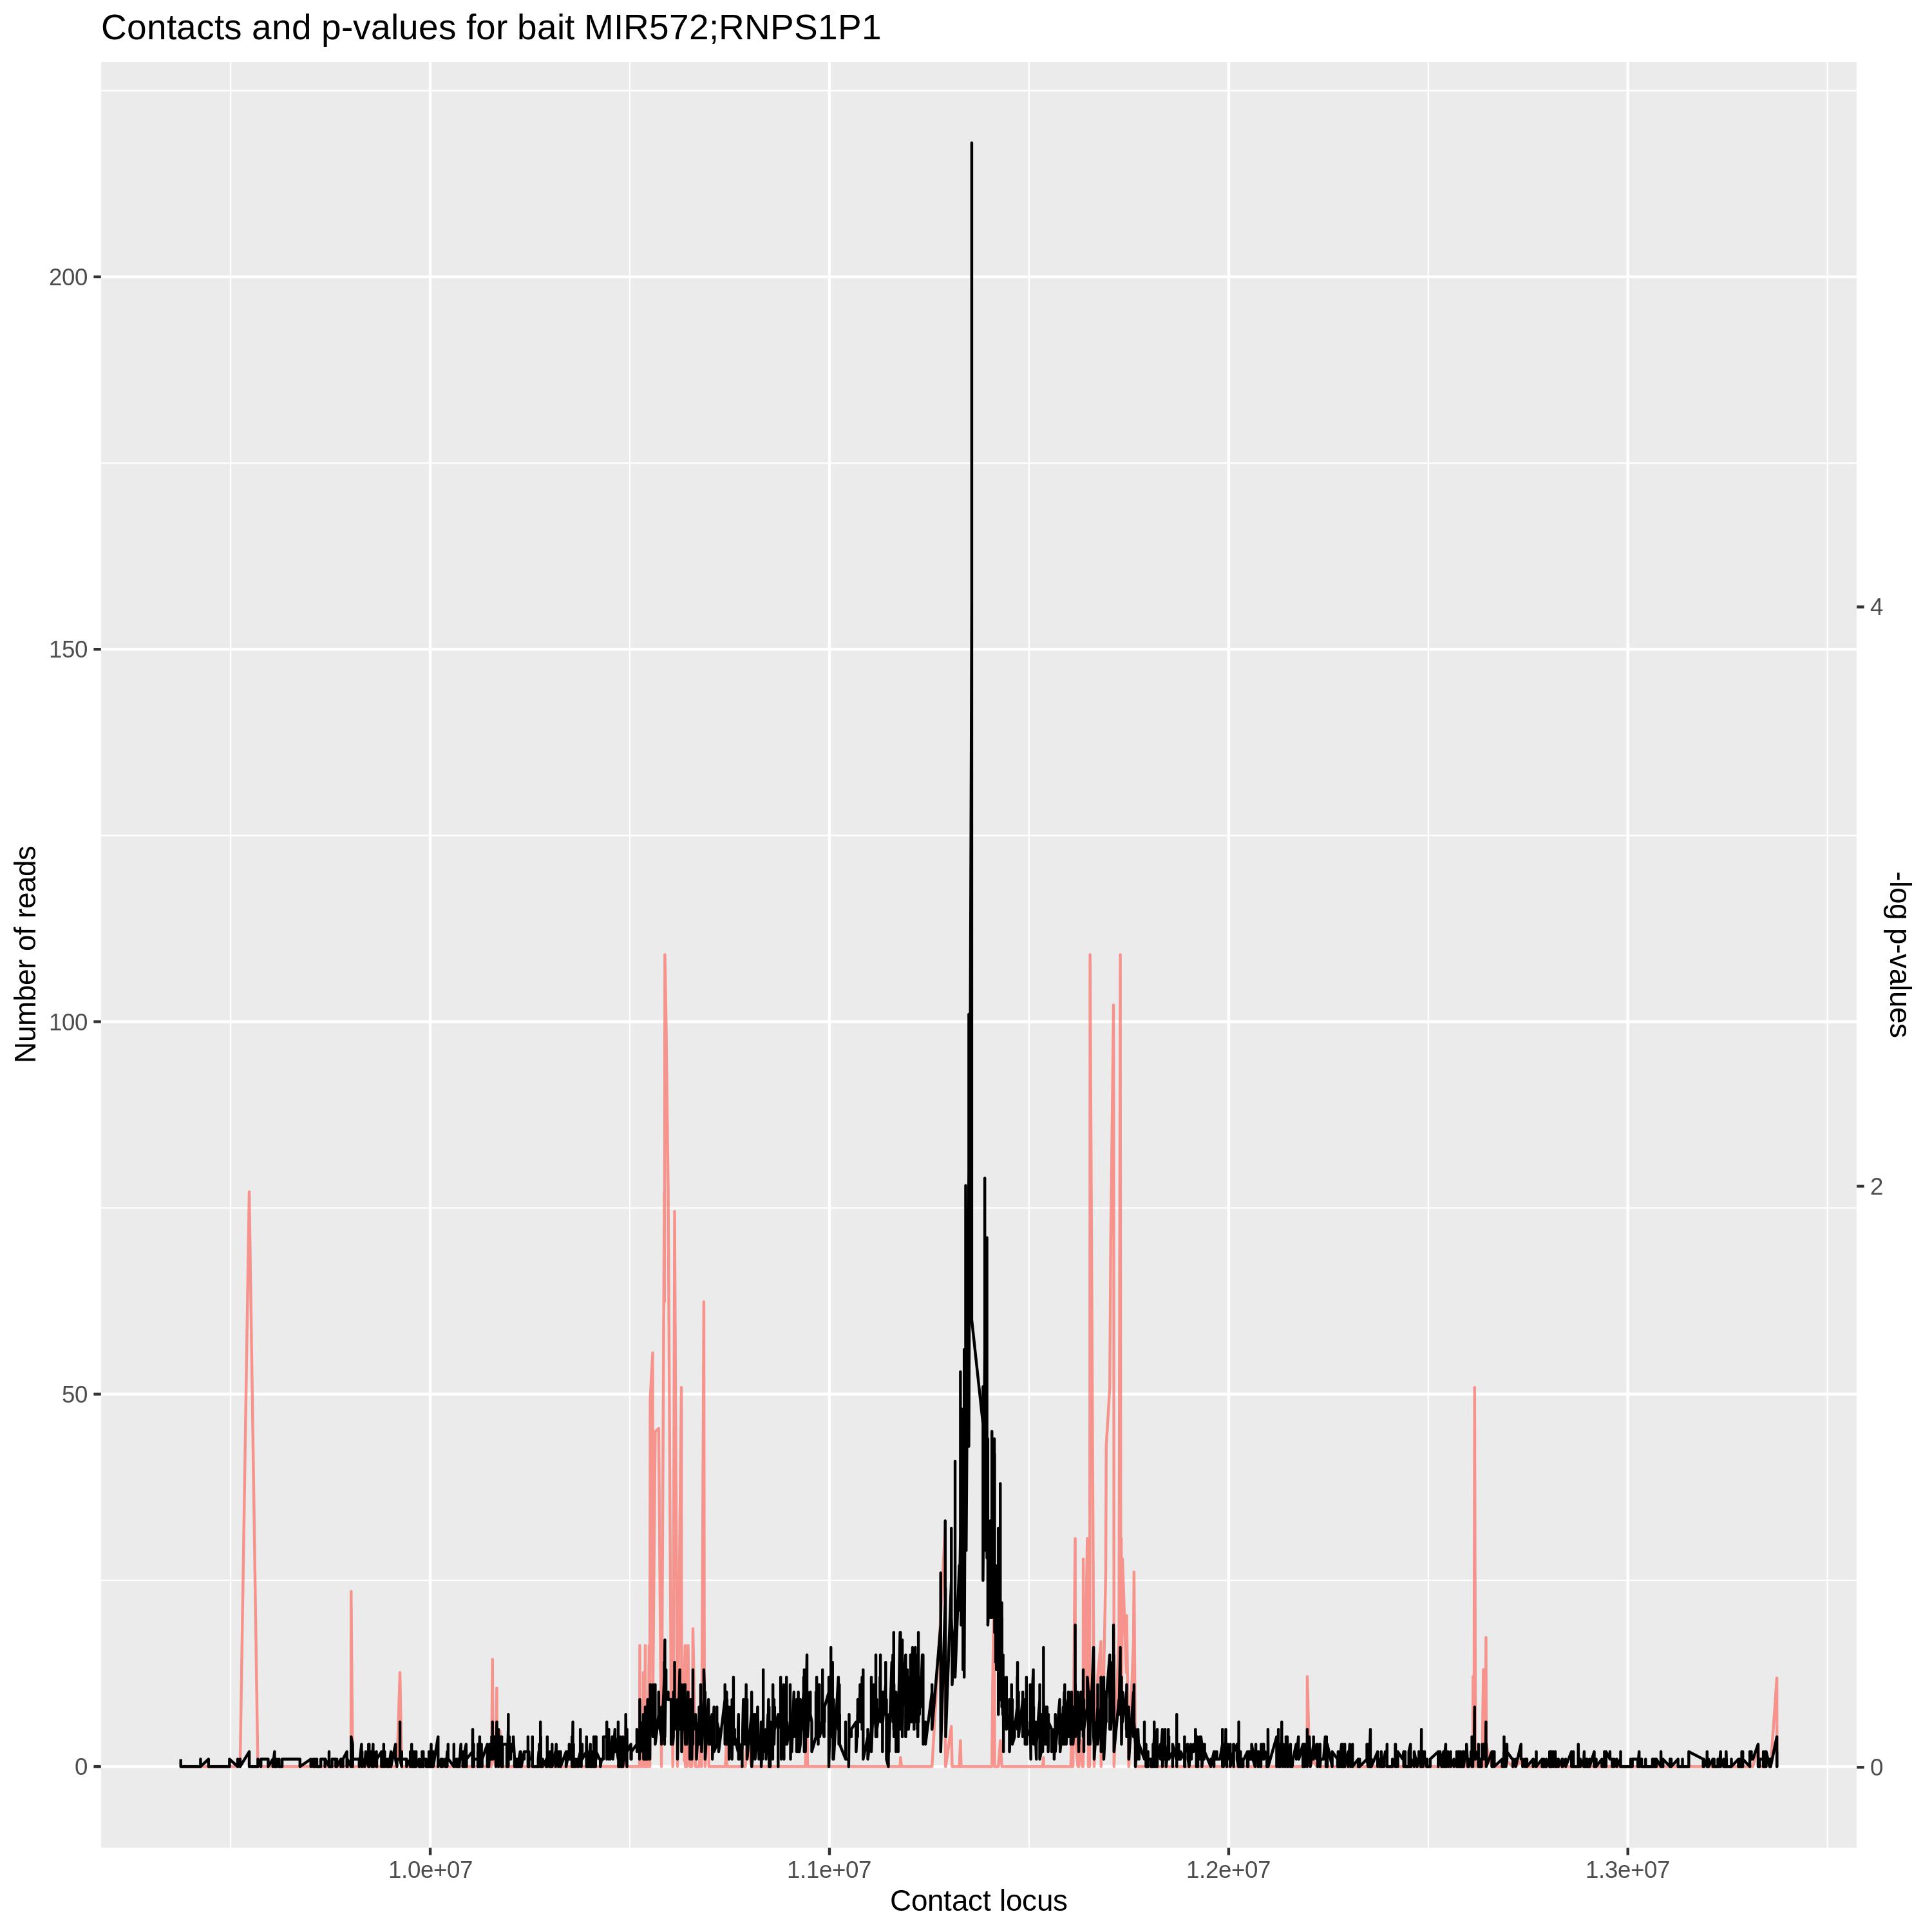 Contacts and p-values for bait MIR572;RNPS1P1
200
150
100
50
0
Number of reads
4
2
0
-log p-values
1.0e+07
1.1e+07
1.2e+07
1.3e+07
Contact locus